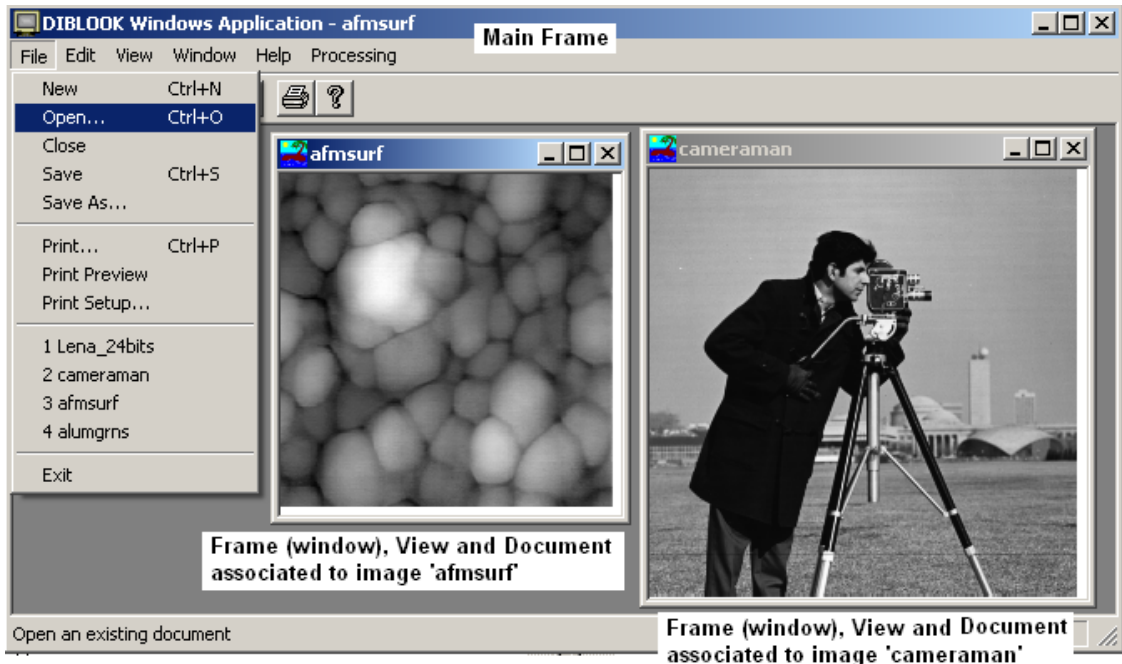 DIBLOOK Windows Application - afmsurf
Main Frame
File Edit View Window Help Processing
New Ctrl+N
Open... Ctrl+O
Close
Save Ctrl+S
Save As...
Print... Ctrl+P
Print Preview
Print Setup...
1 Lena_24bits
2 cameraman
3 afmsurf
4 alumgrns
Exit
afmsurf
cameraman
Frame (window), View and Document
associated to image 'afmsurf'
Open an existing document
Frame (window), View and Document
associated to image 'cameraman'